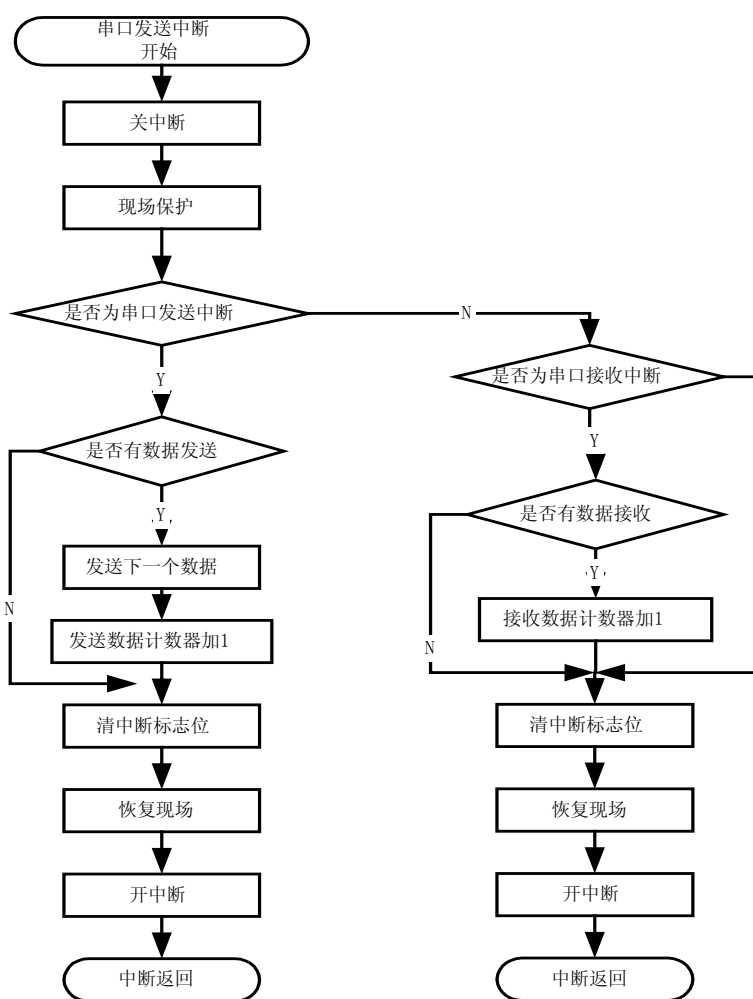 串口发送中断
开始
关中断
现场保护
是否为串口发送中断
N
是否为串口接收中断
Y
Y
是否有数据发送
是否有数据接收
Y
Y
发送下一个数据
N
接收数据计数器加1
发送数据计数器加1
N
清中断标志位
清中断标志位
恢复现场
恢复现场
开中断
开中断
中断返回
中断返回